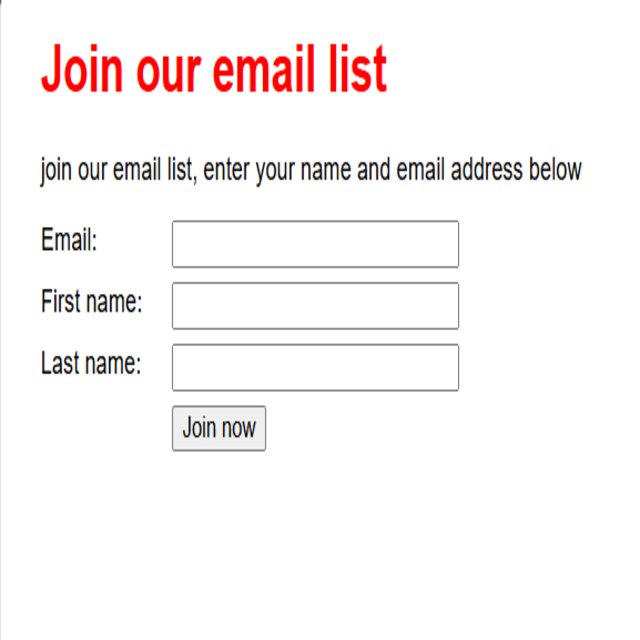 Join our email list
join our email list, enter your name and email address below
Email:
First name:
Last name:
Join now